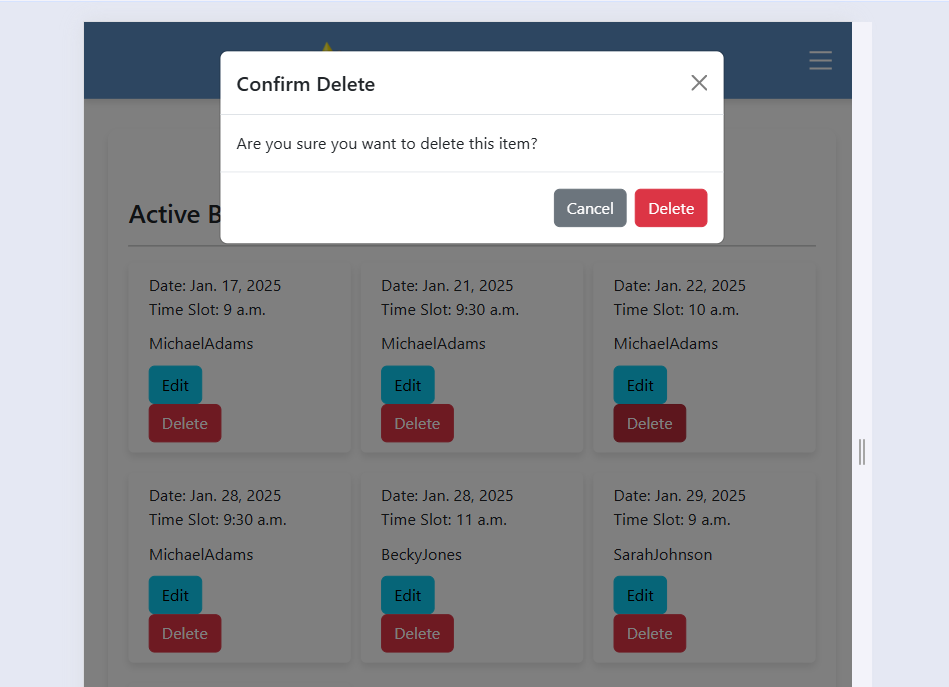 Confirm Delete
Are you sure you want to delete this item?
Cancel
Delete
Active
Date: Jan. 17, 2025
Time Slot: 9 a.m.
MichaelAdams
Edit
Delete
Date: Jan. 21, 2025
Time Slot: 9:30 a.m.
MichaelAdams
Edit
Delete
Date: Jan. 22, 2025
Time Slot: 10 a.m.
MichaelAdams
Edit
Delete
Date: Jan. 28, 2025
Time Slot: 9:30 a.m.
MichaelAdams
Edit
Delete
Date: Jan. 28, 2025
Time Slot: 11 a.m.
BeckyJones
Edit
Delete
Date: Jan. 29, 2025
Time Slot: 9 a.m.
SarahJohnson
Edit
Delete